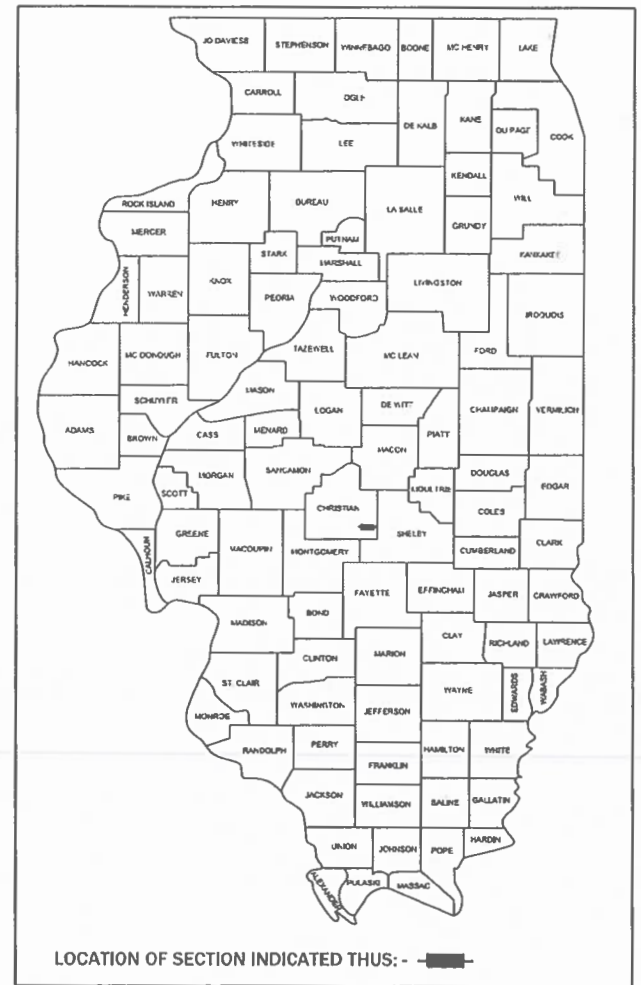 JO DAVIESS STEPHENSON WINNEBAGO BOONE MC HENRY LAKE
CARROLL OGLE DE KALB KANE DU PAGE COOK
WHITESIDE LEE
KENDALL WILL
ROCK ISLAND HENRY BUREAU LA SALLE GRUNDY
MERCER PUTNAM KANKAKEE
STARK MARSHALL
HENDERSON WARREN KNOX PEORIA WOODFORD LIVINGSTON IROQUOIS
HANCOCK MC DONOUGH FULTON TAZEWELL MC LEAN FORD
SCHUYLER MASON LOGAN DE WITT CHAMPAIGN VERMILION
ADAMS BROWN CASS MENARD MACON PIATT
PIKE SCOTT MORGAN SANGAMON MOULTRIE DOUGLAS EDGAR
CHRISTIAN COLES
CALHOUN GREENE MACOUPIN MONTGOMERY SHELBY CUMBERLAND CLARK
JERSEY FAYETTE EFFINGHAM JASPER CRAWFORD
MADISON BOND CLAY RICHLAND LAWRENCE
ST. CLAIR CLINTON MARION WAYNE EDWARDS WABASH
MONROE WASHINGTON JEFFERSON
RANDOLPH PERRY HAMILTON WHITE
FRANKLIN
JACKSON WILLIAMSON SALINE GALLATIN
UNION JOHNSON POPE HARDIN
ALEXANDER PULASKI MASSAC
LOCATION OF SECTION INDICATED THUS: -